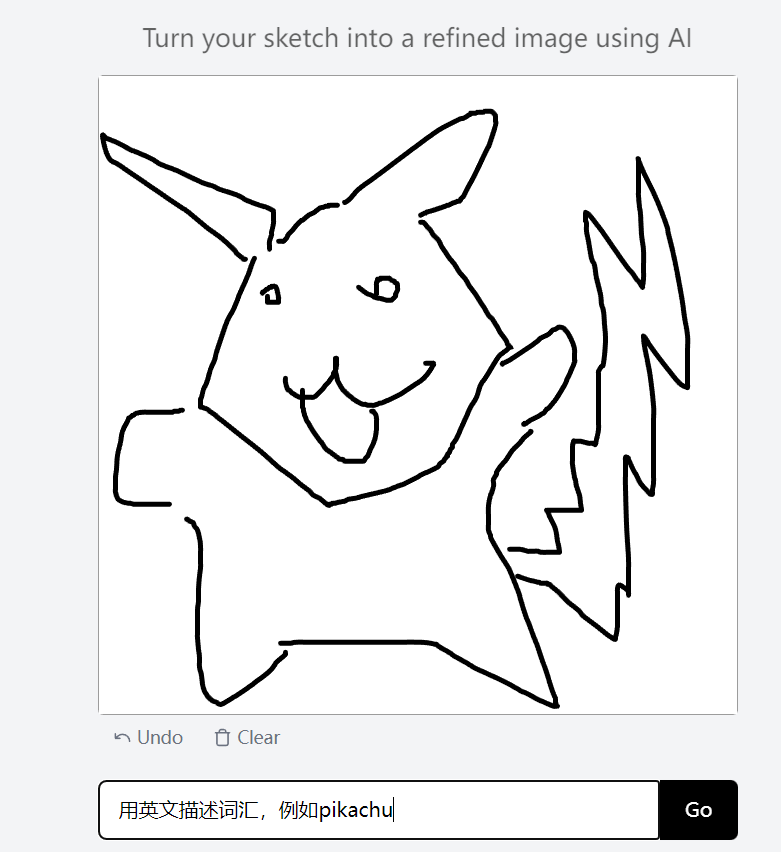 Turn your sketch into a refined image using AI
Undo
Clear
用英文描述词汇，例如pikachu
Go